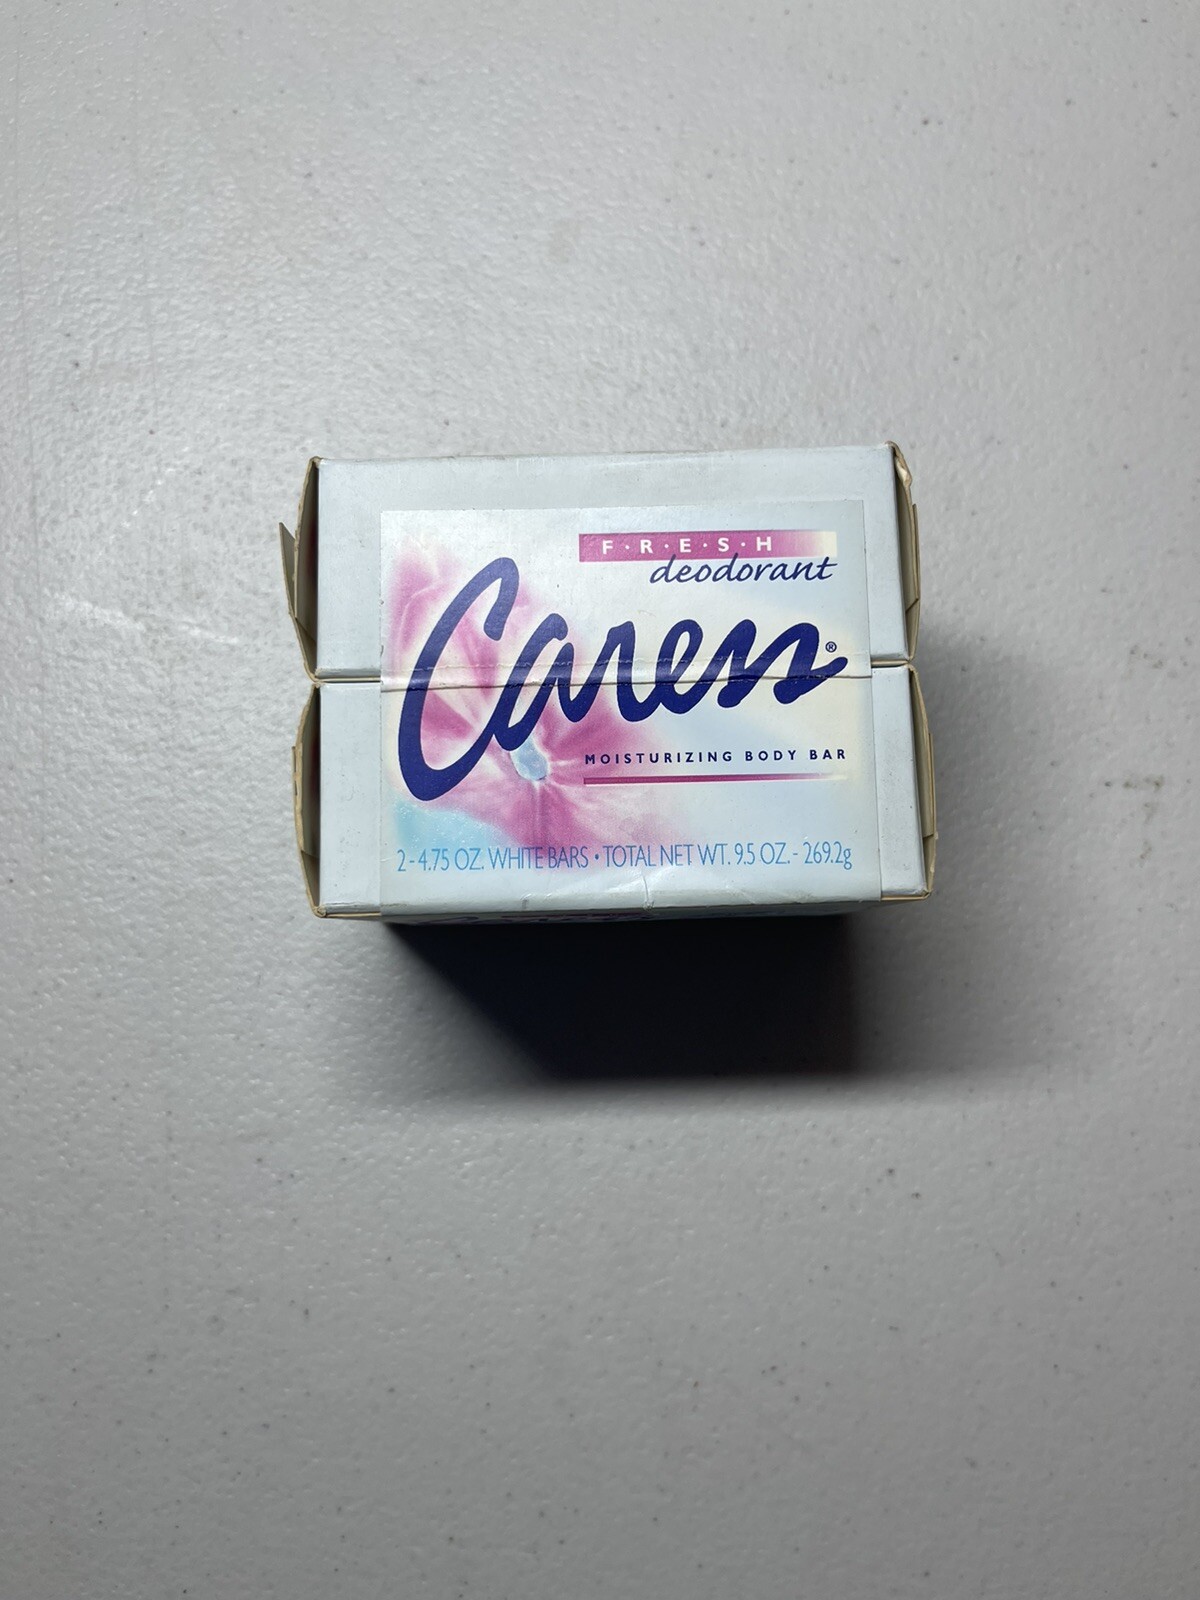 F·R·E·S·H
deodorant
Caress®
MOISTURIZING BODY BAR
2-4.75 OZ. WHITE BARS • TOTAL NET WT. 9.5 OZ.- 269.2g